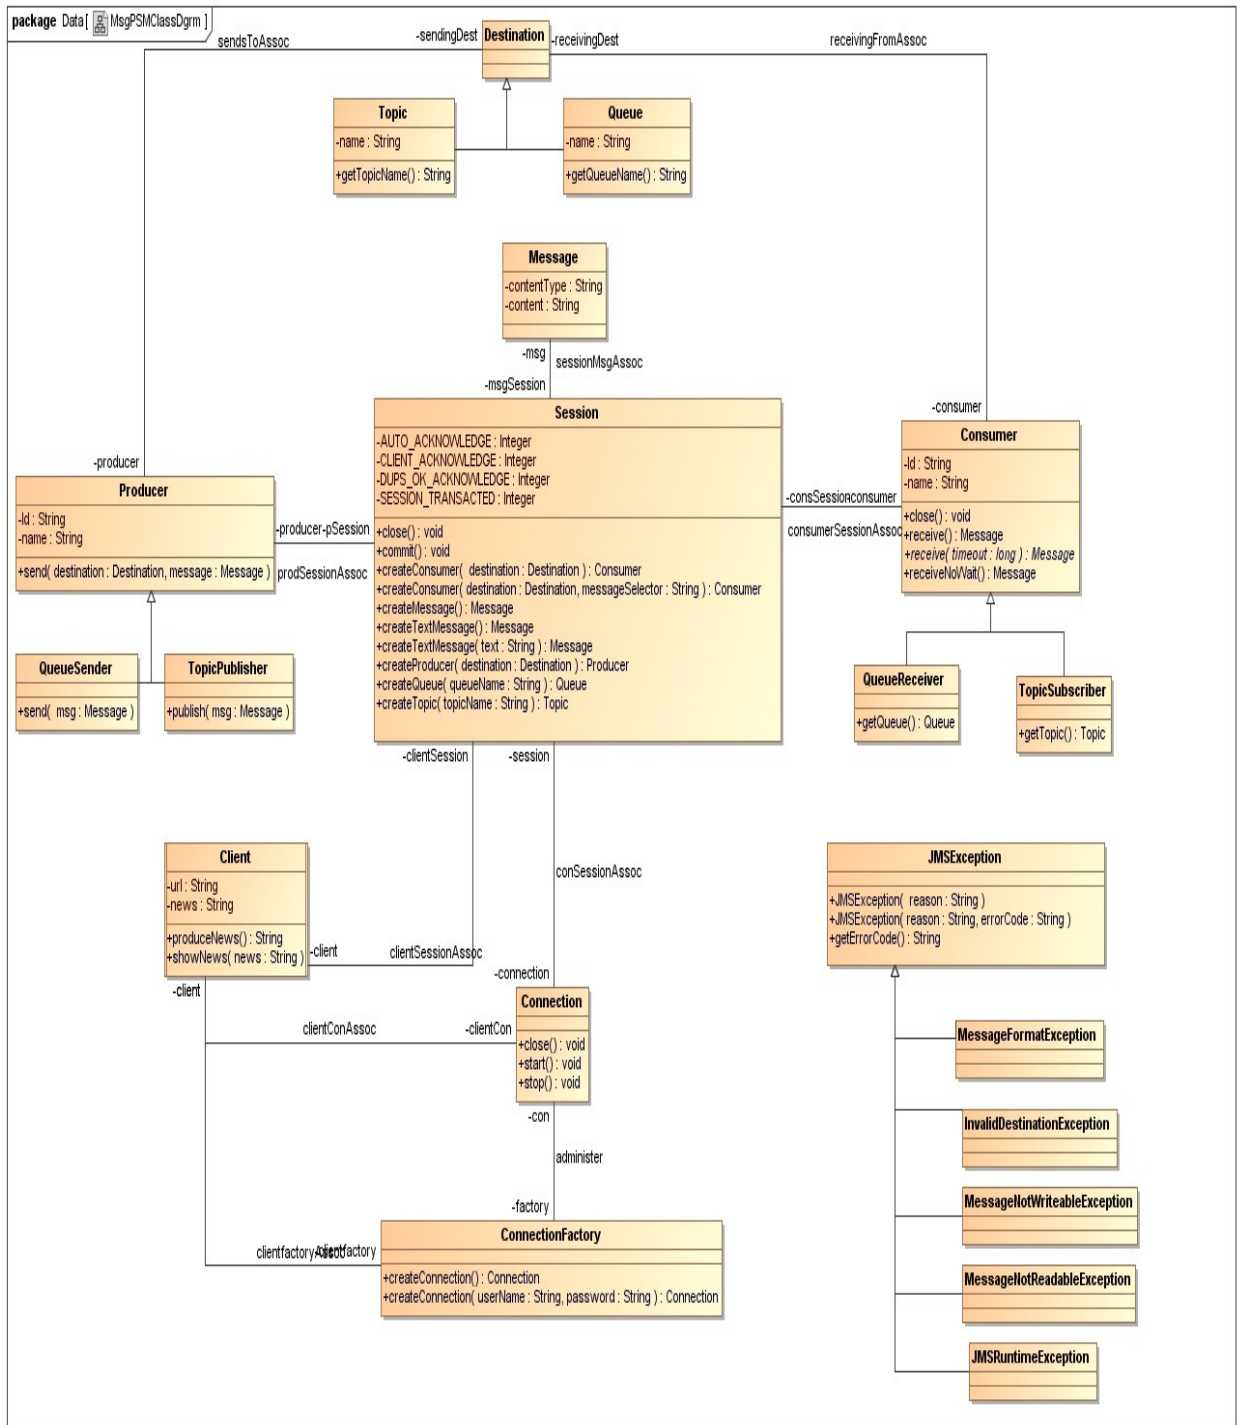 package Data[ MsgPSMClassDgrm ]
sendsToAssoc
-sendingDest
Destination
-receivingDest
receivingFromAssoc
Topic
-name : String
+getTopicName() : String
Queue
-name : String
+getQueueName() : String
Message
-contentType : String
-content : String
-msg
sessionMsgAssoc
-msgSession
-consumer
-producer
Session
-AUTO_ACKNOWLEDGE : Integer
-CLIENT_ACKNOWLEDGE : Integer
-DUPS_OK_ACKNOWLEDGE : Integer
-SESSION_TRANSACTED : Integer
+close() : void
+commit() : void
+createConsumer( destination : Destination ) : Consumer
+createConsumer( destination : Destination, messageSelector : String ) : Consumer
+createMessage() : Message
+createTextMessage() : Message
+createTextMessage( text : String ) : Message
+createProducer( destination : Destination ) : Producer
+createQueue( queueName : String ) : Queue
+createTopic( topicName : String ) : Topic
Producer
-Id : String
-name : String
+send( destination : Destination, message : Message )
-producer
-pSession
prodSessionAssoc
-consSession
consumer
consumerSessionAssoc
Consumer
-Id : String
-name : String
+close() : void
+receive() : Message
+receive( timeout : long ) : Message
+receiveNoWait() : Message
QueueSender
+send( msg : Message )
TopicPublisher
+publish( msg : Message )
QueueReceiver
+getQueue() : Queue
TopicSubscriber
+getTopic() : Topic
-clientSession
-session
Client
-url : String
-news : String
+produceNews() : String
+showNews( news : String )
-client
clientSessionAssoc
conSessionAssoc
-client
-connection
clientConAssoc
-clientCon
Connection
+close() : void
+start() : void
+stop() : void
-con
administer
-factory
clientfactoryAssoc
-clientfactory
ConnectionFactory
+createConnection() : Connection
+createConnection( userName : String, password : String ) : Connection
JMSException
+JMSException( reason : String )
+JMSException( reason : String, errorCode : String )
+getErrorCode() : String
MessageFormatException
InvalidDestinationException
MessageNotWriteableException
MessageNotReadableException
JMSRuntimeException